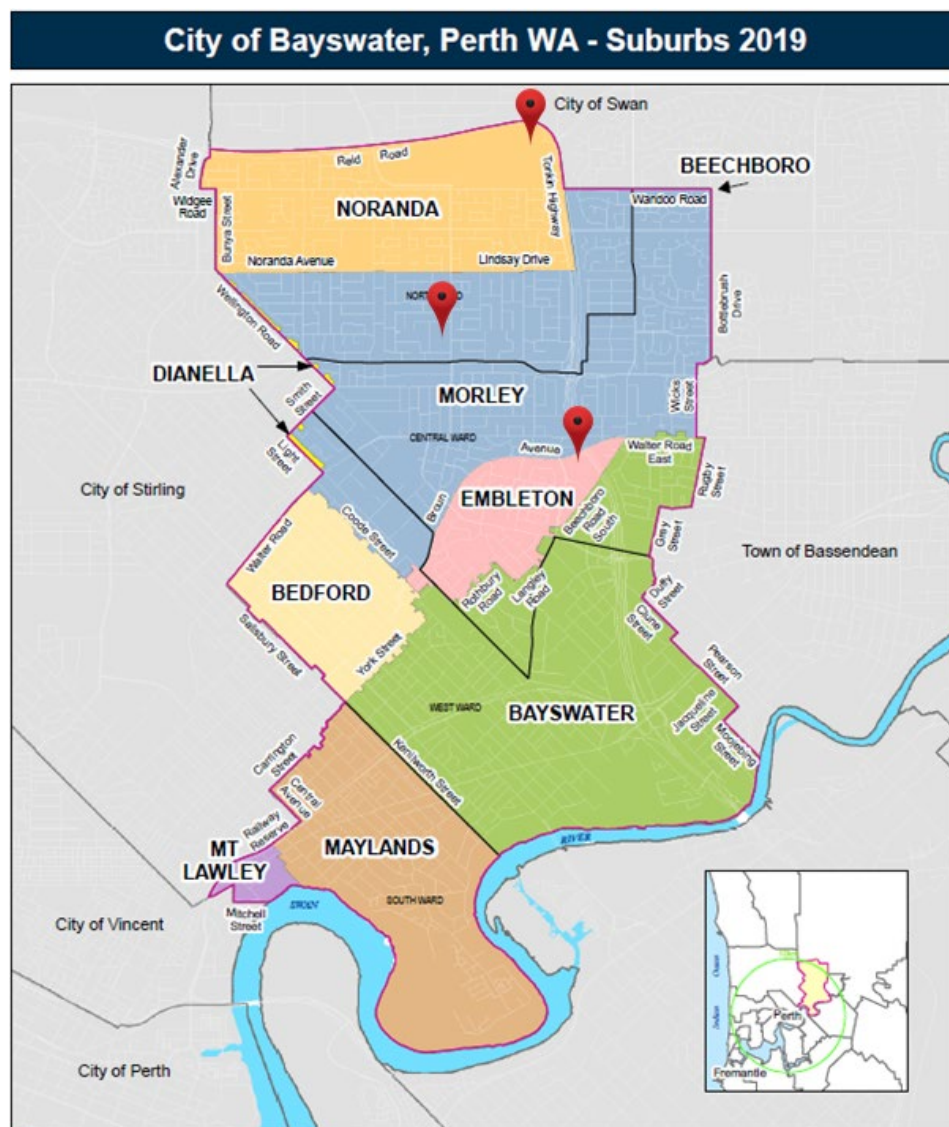 City of Bayswater, Perth WA - Suburbs 2019
City of Swan
Alexander
Drive
Reid Road
BEECHBORO
Widgee
Road
NORANDA
Tonkin Highway
Wandoo Road
Bunya Street
Noranda Avenue
Lindsay Drive
Wellington Road
Bottlebrush
Drive
DIANELLA
Smith
Street
MORLEY
Wicks
Street
Light
Street
CENTRAL WARD
Avenue
Walter Road
East
City of Stirling
EMBLETON
Rugby Street
Broun
Coode Street
Beechboro
Road
South
Grey
Street
Town of Bassendean
Walter Road
BEDFORD
Rothbury
Road
Langley
Road
Duffy
Street
Clune
Street
Salisbury Street
York Street
Pearson
Street
WEST WARD
BAYSWATER
Jacqueline
Street
Moojebing
Street
Carrington
Street
Central
Avenue
Kenilworth Street
Railway
Reserve
RIVER
MT
LAWLEY
MAYLANDS
SOUTH WARD
SWAN
Mitchell
Street
City of Vincent
City of Perth
Indian Ocean
Perth
Fremantle